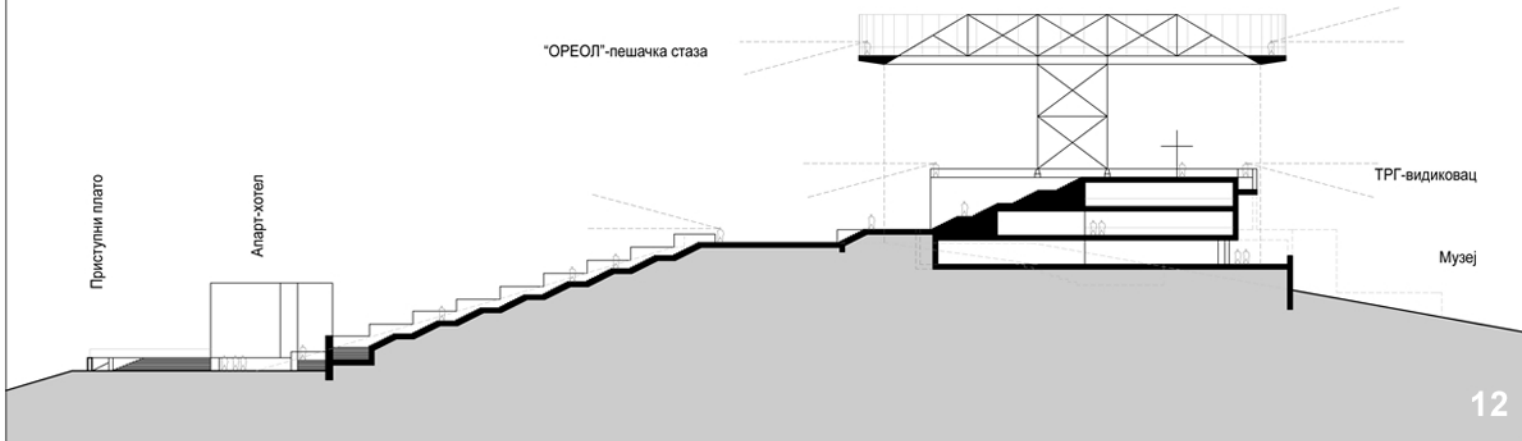 "ОРЕОЛ"-пешачка стаза
Приступни плато
Апарт-хотел
ТРГ-видиковац
Музеј
12